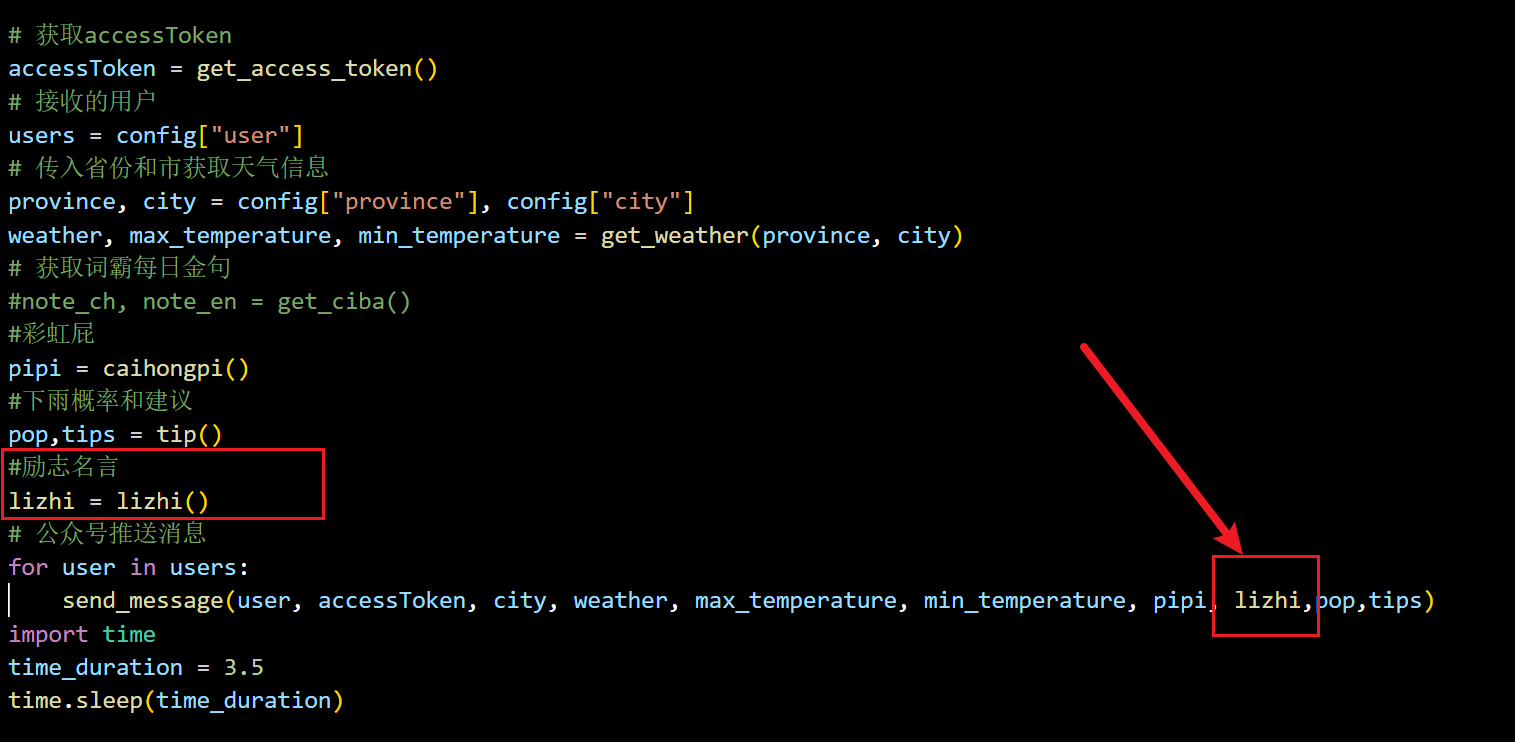 # 获取accessToken
accessToken = get_access_token()
# 接收的用户
users = config["user"]
# 传入省份和市获取天气信息
province, city = config["province"], config["city"]
weather, max_temperature, min_temperature = get_weather(province, city)
# 获取词霸每日金句
#note_ch, note_en = get_ciba()
#彩虹屁
pipi = caihongpi()
#下雨概率和建议
pop,tips = tip()
#励志名言
lizhi = lizhi()
# 公众号推送消息
for user in users:
    send_message(user, accessToken, city, weather, max_temperature, min_temperature, pipi, lizhi,pop,tips)
import time
time_duration = 3.5
time.sleep(time_duration)